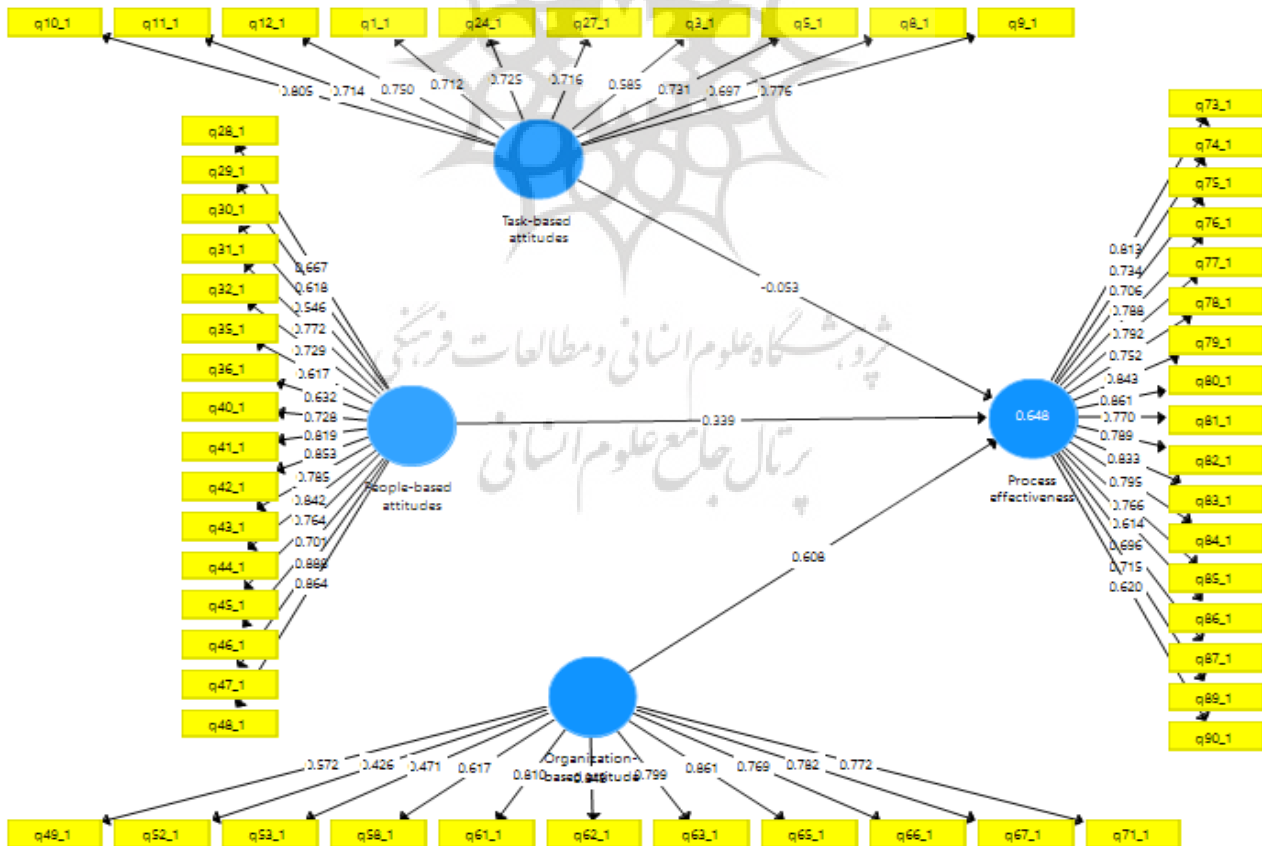 q10_1 q11_1 q12_1 q1_1 q24_1 q27_1 q3_1 q5_1 q8_1 q9_1
0.805 0.714 0.750 0.712 0.725 0.716 0.585 0.731 0.697 0.776
Task-based
attitudes
q28_1
q29_1
q30_1
q31_1
q32_1
q35_1
q36_1
q40_1
q41_1
q42_1
q43_1
q44_1
q45_1
q46_1
q47_1
q48_1
0.667
0.618
0.546
0.772
0.729
0.617
0.632
0.728
0.819
0.853
0.785
0.842
0.764
0.701
0.888
0.864
People-based
attitudes
-0.053
0.339
0.608
پژوهشگاه علوم انسانی و مطالعات فرهنگی
پرتال جامع علوم انسانی
0.648
Process
effectiveness
0.813
0.734
0.706
0.788
0.792
0.752
0.843
0.861
0.770
0.789
0.833
0.795
0.766
0.614
0.696
0.715
0.620
q73_1
q74_1
q75_1
q76_1
q77_1
q78_1
q79_1
q80_1
q81_1
q82_1
q83_1
q84_1
q85_1
q86_1
q87_1
q89_1
q90_1
Organization-
based attitude
0.572 0.426 0.471 0.617 0.810 0.799 0.861 0.769 0.782 0.772
q49_1 q52_1 q53_1 q58_1 q61_1 q62_1 q63_1 q65_1 q66_1 q67_1 q71_1